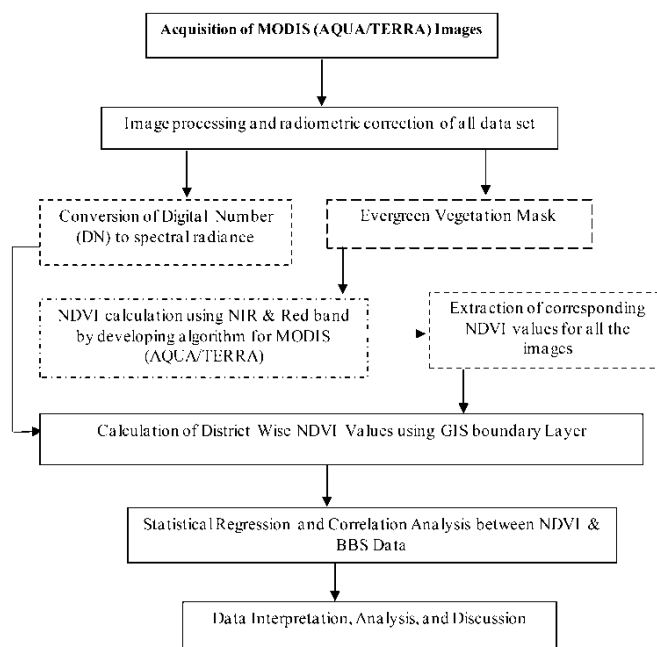 Acquisition of MODIS (AQUA/TERRA) Images
Image processing and radiometric correction of all data set
Conversion of Digital Number
(DN) to spectral radiance
Evergreen Vegetation Mask
NDVI calculation using NIR & Red band
by developing algorithm for MODIS
(AQUA/TERRA)
Extraction of corresponding
NDVI values for all the
images
Calculation of District Wise NDVI Values using GIS boundary Layer
Statistical Regression and Correlation Analysis between NDVI &
BBS Data
Data Interpretation, Analysis, and Discussion